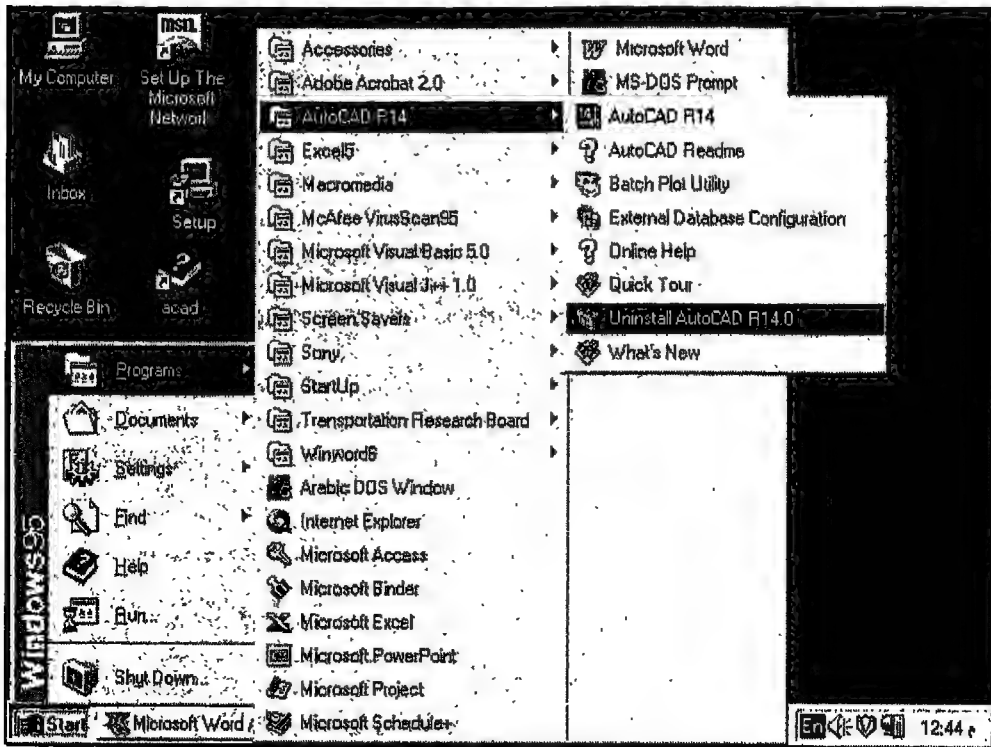 My Computer
msn.
Set Up The
Microsoft
Network
Inbox
Setup
Recycle Bin
acad
Programs
Documents
Settings
Find
Help
Run...
Shut Down...
Windows95
Accessories
Adobe Acrobat 2.0
AutoCAD R14
Excel5
Macromedia
McAfee VirusScan95
Microsoft Visual Basic 5.0
Microsoft Visual J++ 1.0
Screen Savers
Sony
StartUp
Transportation Research Board
Winword6
Arabic DOS Window
Internet Explorer
Microsoft Access
Microsoft Binder
Microsoft Excel
Microsoft PowerPoint
Microsoft Project
Microsoft Schedule+
Microsoft Word
MS-DOS Prompt
AutoCAD R14
AutoCAD Readme
Batch Plot Utility
External Database Configuration
Online Help
Quick Tour
Uninstall AutoCAD R14.0
What's New
Start
Microsoft Word
En
12:44 م